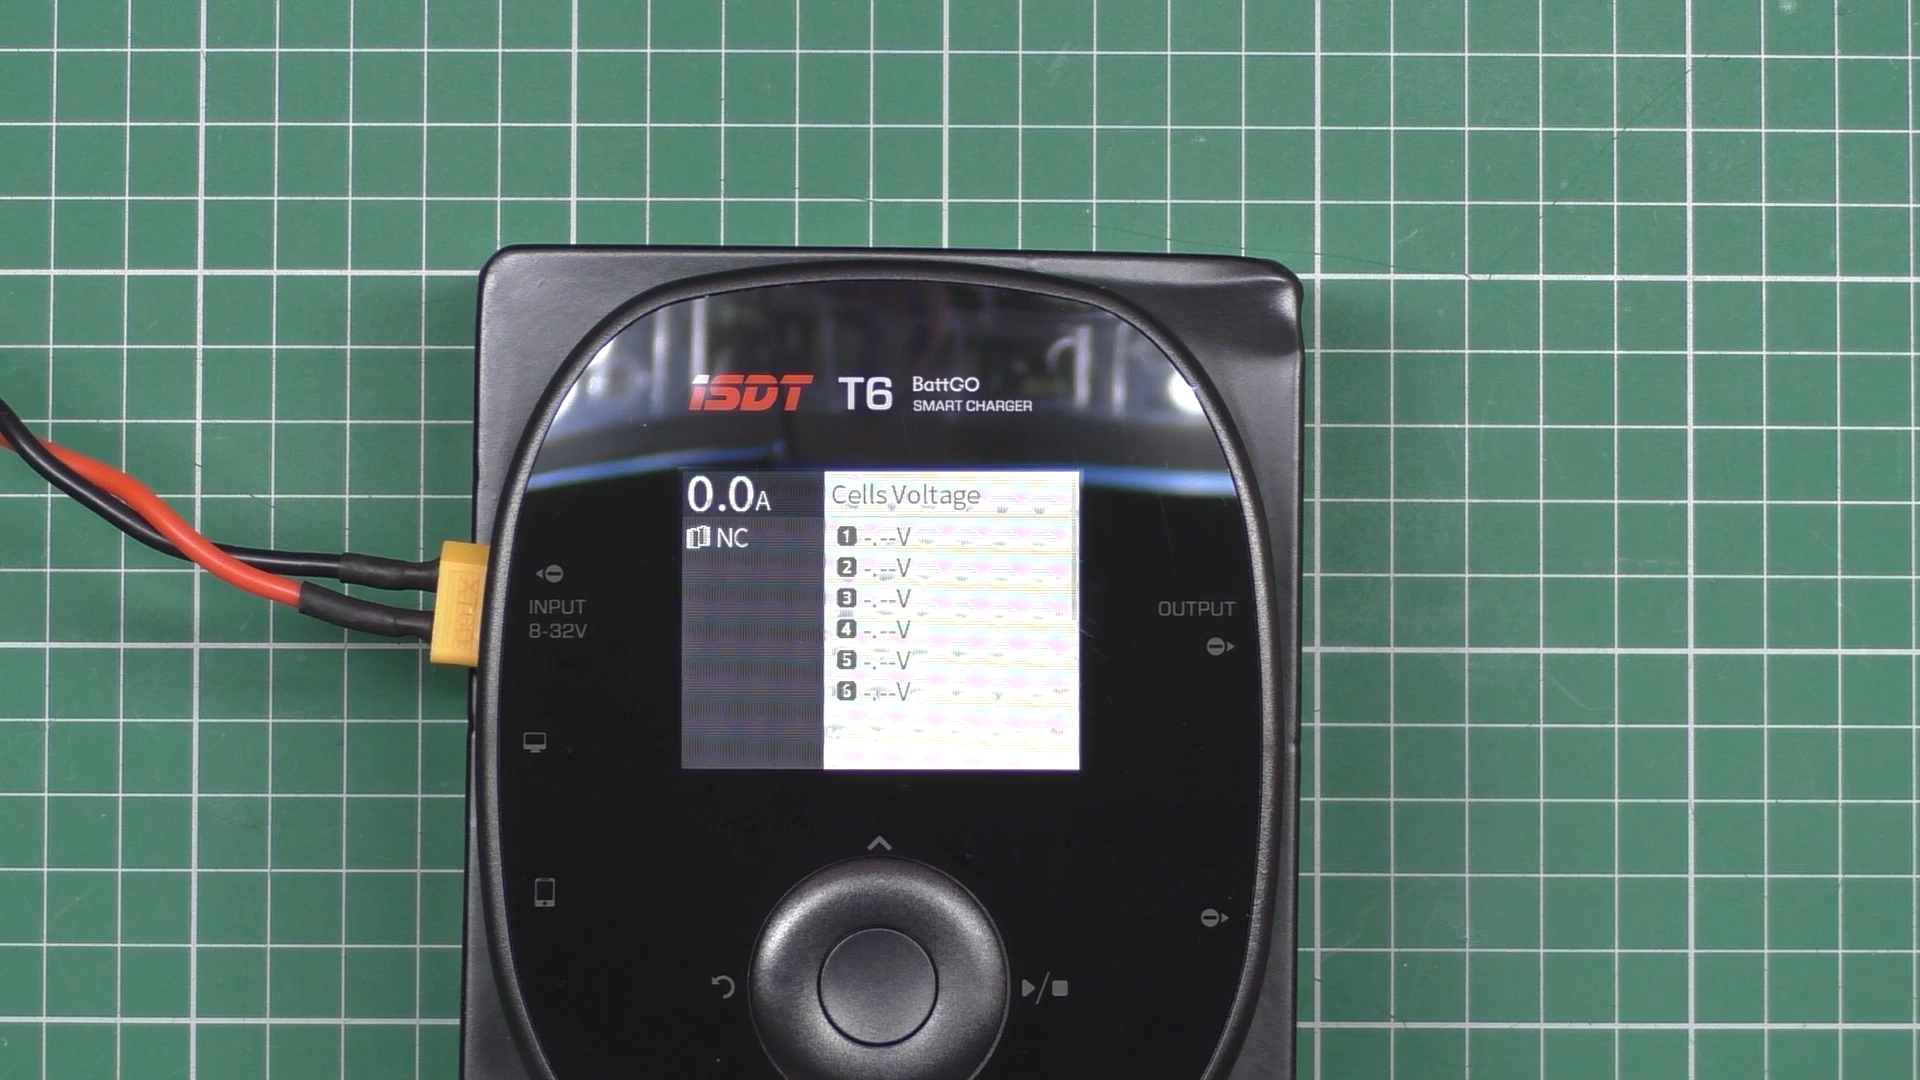 iSDT T6 BattGO
SMART CHARGER
0.0A
NC
Cells Voltage
1 -.--V
2 -.--V
3 -.--V
4 -.--V
5 -.--V
6 -.--V
INPUT
8-32V
OUTPUT